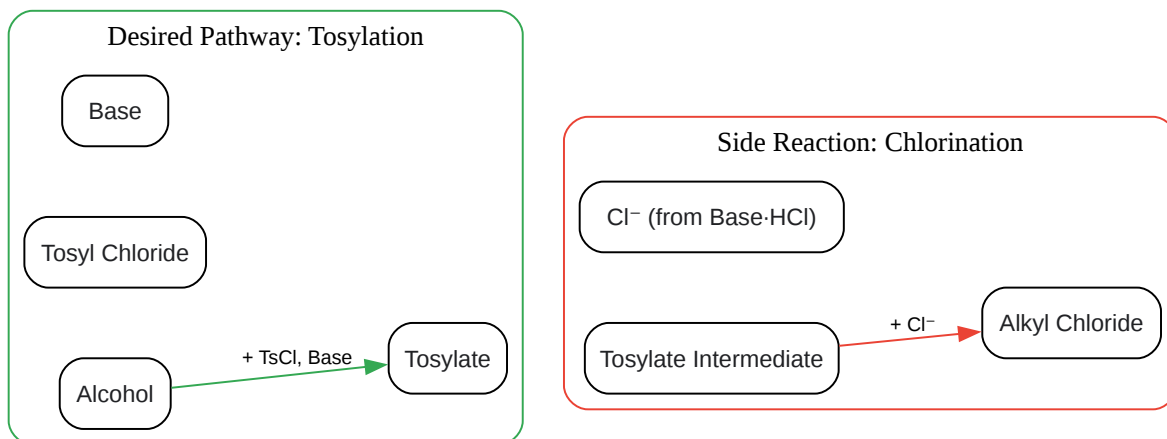 Desired Pathway: Tosylation
Base
Tosyl Chloride
Alcohol
+ TsCl, Base
Tosylate
Side Reaction: Chlorination
Cl⁻ (from Base·HCl)
Tosylate Intermediate
+ Cl⁻
Alkyl Chloride